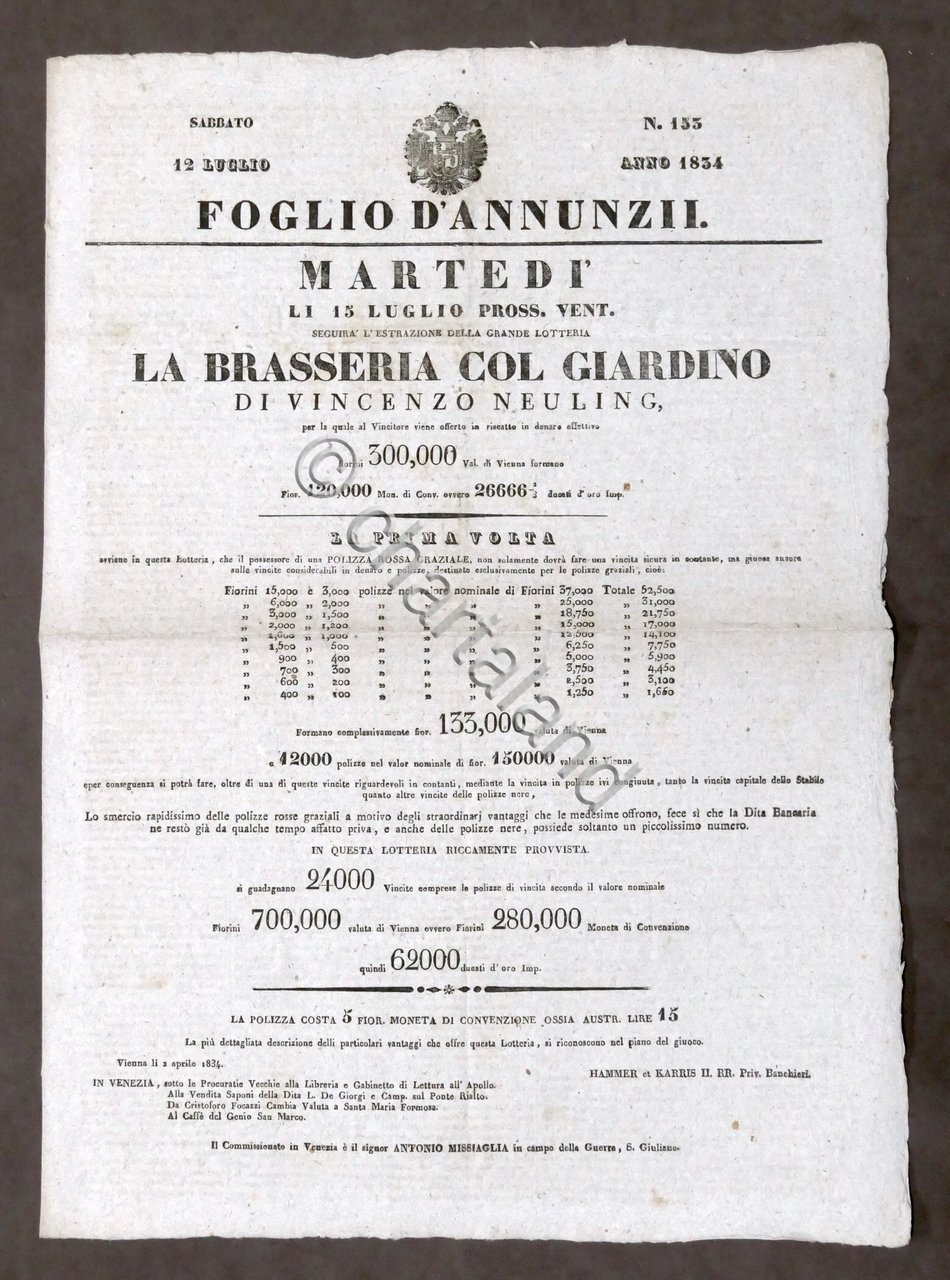 SABBATO
N. 153
12 LUGLIO
ANNO 1834
FOGLIO D'ANNUNZII.
MARTEDI'
LI 15 LUGLIO PROSS. VENT.
SEGUIRA' L'ESTRAZIONE DELLA GRANDE LOTTERIA
LA BRASSERIA COL GIARDINO
DI VINCENZO NEULING,
per la quale al Vincitore viene offerto in riscatto in denaro effettivo
Fiorini 300,000 Val. di Vienna formano
Fior. 120,000 Mon. di Conv. ovvero 26666 2/3 ducati d'oro Imp.
LA PRIMA VOLTA
avviene in questa Lotteria, che il possessore di una POLIZZA ROSSA GRAZIALE, non solamente dovrà fare una vincita sicura in contante, ma giuoca ancora
sulle vincite considerabili in denaro e polizze, destinate esclusivamente per le polizze graziali, cioè:
Fiorini 15,000 e 3,000 polizze nel valore nominale di Fiorini 37,000 Totale 52,500
„ 6,000 „ 2,000 „ „ „ „ 25,000 „ 31,000
„ 3,000 „ 1,500 „ „ „ „ 18,750 „ 21,750
„ 2,000 „ 1,200 „ „ „ „ 15,000 „ 17,000
„ 1,600 „ 1,000 „ „ „ „ 12,500 „ 14,100
„ 1,500 „ 500 „ „ „ „ 6,250 „ 7,750
„ 900 „ 400 „ „ „ „ 5,000 „ 5,900
„ 700 „ 300 „ „ „ „ 3,750 „ 4,450
„ 600 „ 200 „ „ „ „ 2,500 „ 3,100
„ 400 „ 100 „ „ „ „ 1,250 „ 1,650
Formano complessivamente fior. 133,000 valuta di Vienna
e 12000 polizze nel valor nominale di fior. 150000 valuta di Vienna
eper conseguenza si potrà fare, oltre di una di queste vincite riguardevoli in contanti, mediante la vincita in polizze ivi congiunte, tanto la vincita capitale dello Stabile
quanto altre vincite delle polizze nere,
Lo smercio rapidissimo delle polizze rosse graziali a motivo degli straordinarj vantaggi che le medesime offrono, fece sì che la Dita Bancaria
ne restò già da qualche tempo affatto priva, e anche delle polizze nere, possiede soltanto un piccolissimo numero.
IN QUESTA LOTTERIA RICCAMENTE PROVVISTA.
si guadagnano 24000 Vincite comprese le polizze di vincita secondo il valore nominale
Fiorini 700,000 valuta di Vienna ovvero Fiorini 280,000 Moneta di Convenzione
quindi 62000 ducati d'oro Imp.
LA POLIZZA COSTA 5 FIOR. MONETA DI CONVENZIONE OSSIA AUSTR. LIRE 15
La più dettagliata descrizione delli particolari vantaggi che offre questa Lotteria, si riconoscono nel piano del giuoco.
Vienna li 2 aprile 1834.
HAMMER et KARRIS II. RR. Priv. Banchieri.
IN VENEZIA, sotto le Procuratie Vecchie alla Libreria e Gabinetto di Lettura all' Apollo.
Alla Vendita Saponi della Dita L. De Giorgi e Camp. sul Ponte Rialto.
Da Cristoforo Focazzi Cambia Valuta a Santa Maria Formosa.
Al Caffè del Genio San Marco.
Il Commissionato in Venezia è il signor ANTONIO MISSIAGLIA in campo della Guerra, S. Giuliano.
© chartaland